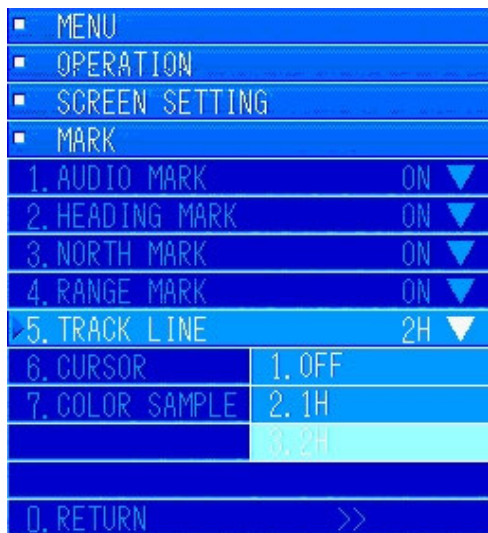 MENU
OPERATION
SCREEN SETTING
MARK
1. AUDIO MARK ON ▼
2. HEADING MARK ON ▼
3. NORTH MARK ON ▼
4. RANGE MARK ON ▼
5. TRACK LINE 2H ▼
6. CURSOR 1. OFF
7. COLOR SAMPLE 2. 1H
3. 2H
0. RETURN >>